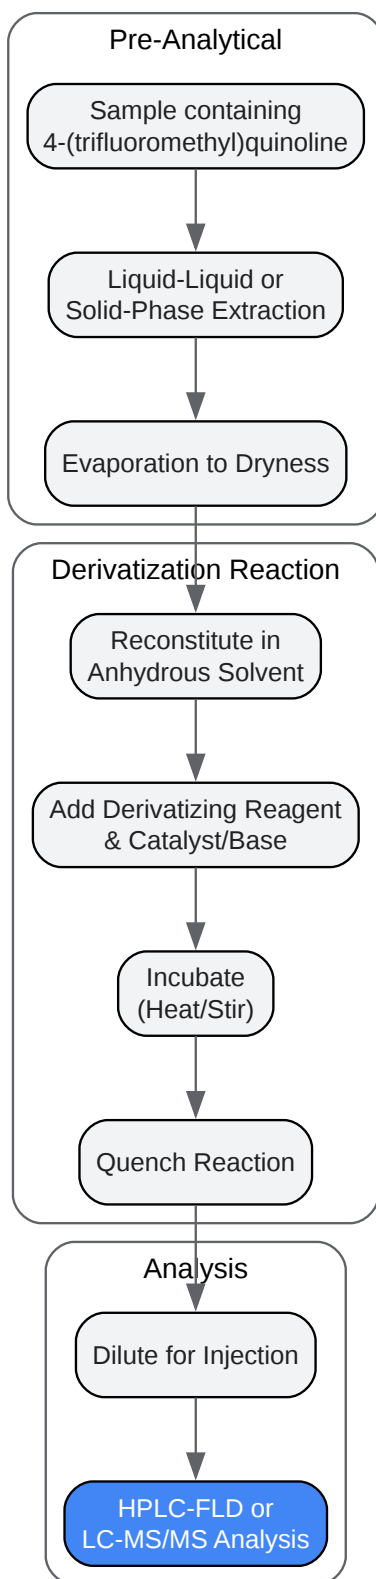 Pre-Analytical
Sample containing
4-(trifluoromethyl)quinoline
Liquid-Liquid or
Solid-Phase Extraction
Evaporation to Dryness
Derivatization Reaction
Reconstitute in
Anhydrous Solvent
Add Derivatizing Reagent
& Catalyst/Base
Incubate
(Heat/Stir)
Quench Reaction
Analysis
Dilute for Injection
HPLC-FLD or
LC-MS/MS Analysis